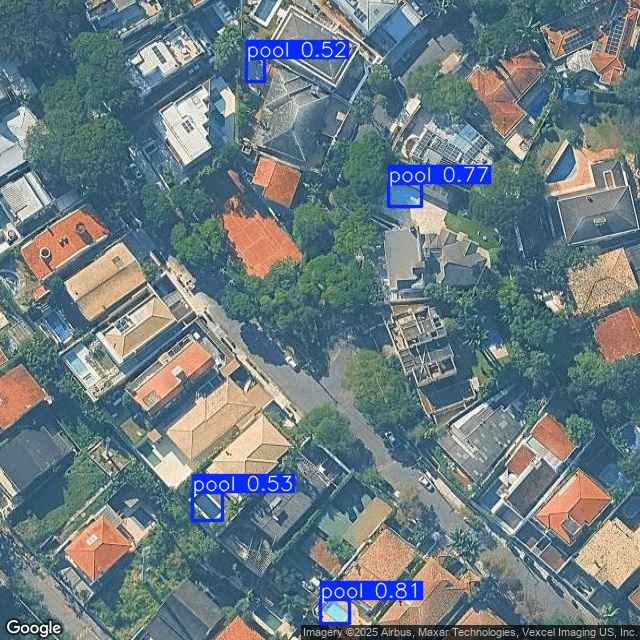 pool 0.52
pool 0.77
pool 0.53
pool 0.81
Google
Imagery ©2025 Airbus, Maxar Technologies, Vexcel Imaging US, Inc.